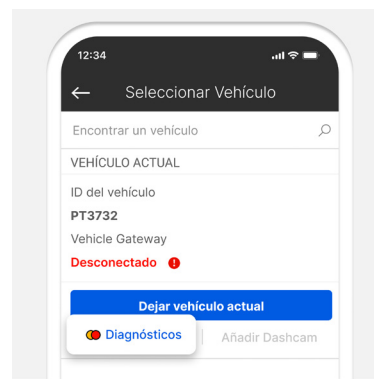 12:34
Seleccionar Vehículo
Encontrar un vehículo
VEHÍCULO ACTUAL
ID del vehículo
PT3732
Vehicle Gateway
Desconectado
Dejar vehículo actual
Diagnósticos
Añadir Dashcam